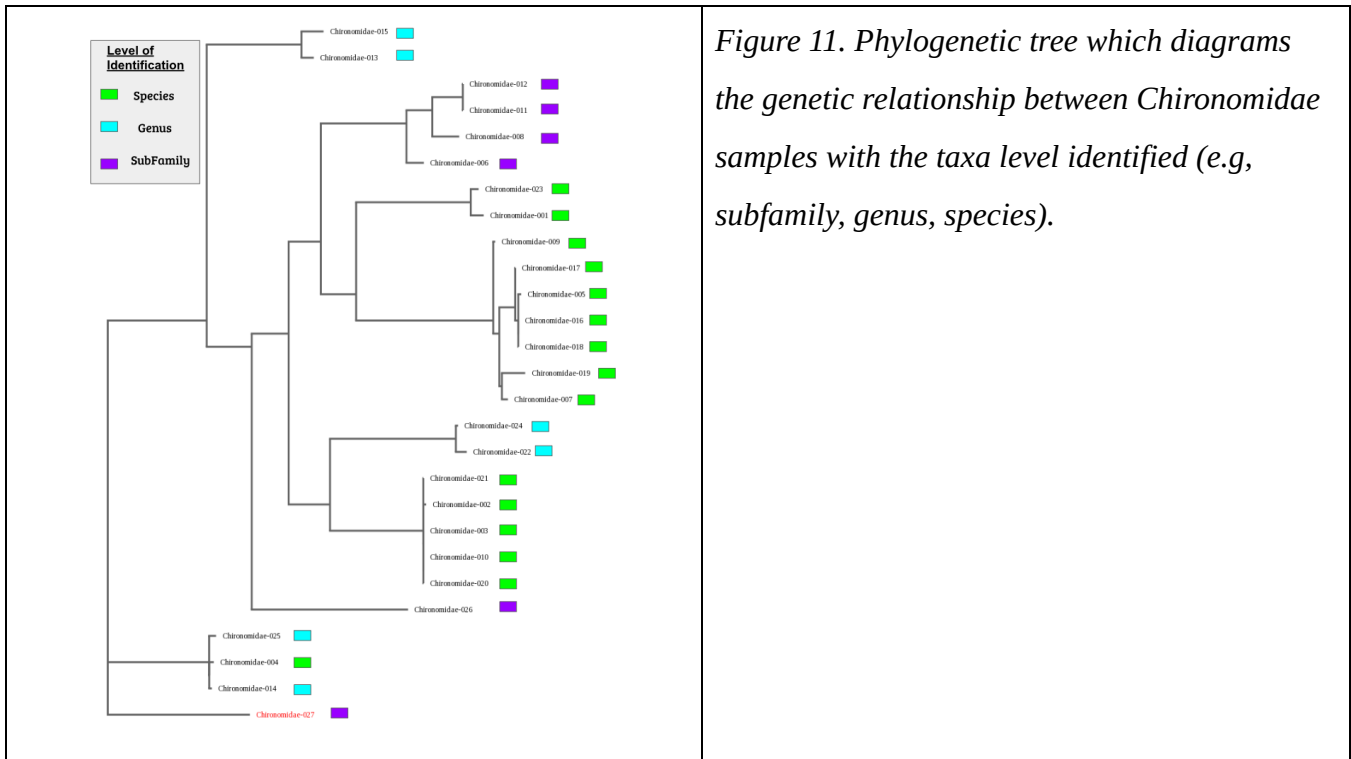 Level of
Identification
Species
Genus
SubFamily
Chironomidae-015
Chironomidae-013
Chironomidae-012
Chironomidae-011
Chironomidae-008
Chironomidae-006
Chironomidae-023
Chironomidae-001
Chironomidae-009
Chironomidae-017
Chironomidae-005
Chironomidae-016
Chironomidae-018
Chironomidae-019
Chironomidae-007
Chironomidae-024
Chironomidae-022
Chironomidae-021
Chironomidae-002
Chironomidae-003
Chironomidae-010
Chironomidae-020
Chironomidae-026
Chironomidae-025
Chironomidae-004
Chironomidae-014
Chironomidae-027
Figure 11. Phylogenetic tree which diagrams
the genetic relationship between Chironomidae
samples with the taxa level identified (e.g,
subfamily, genus, species).